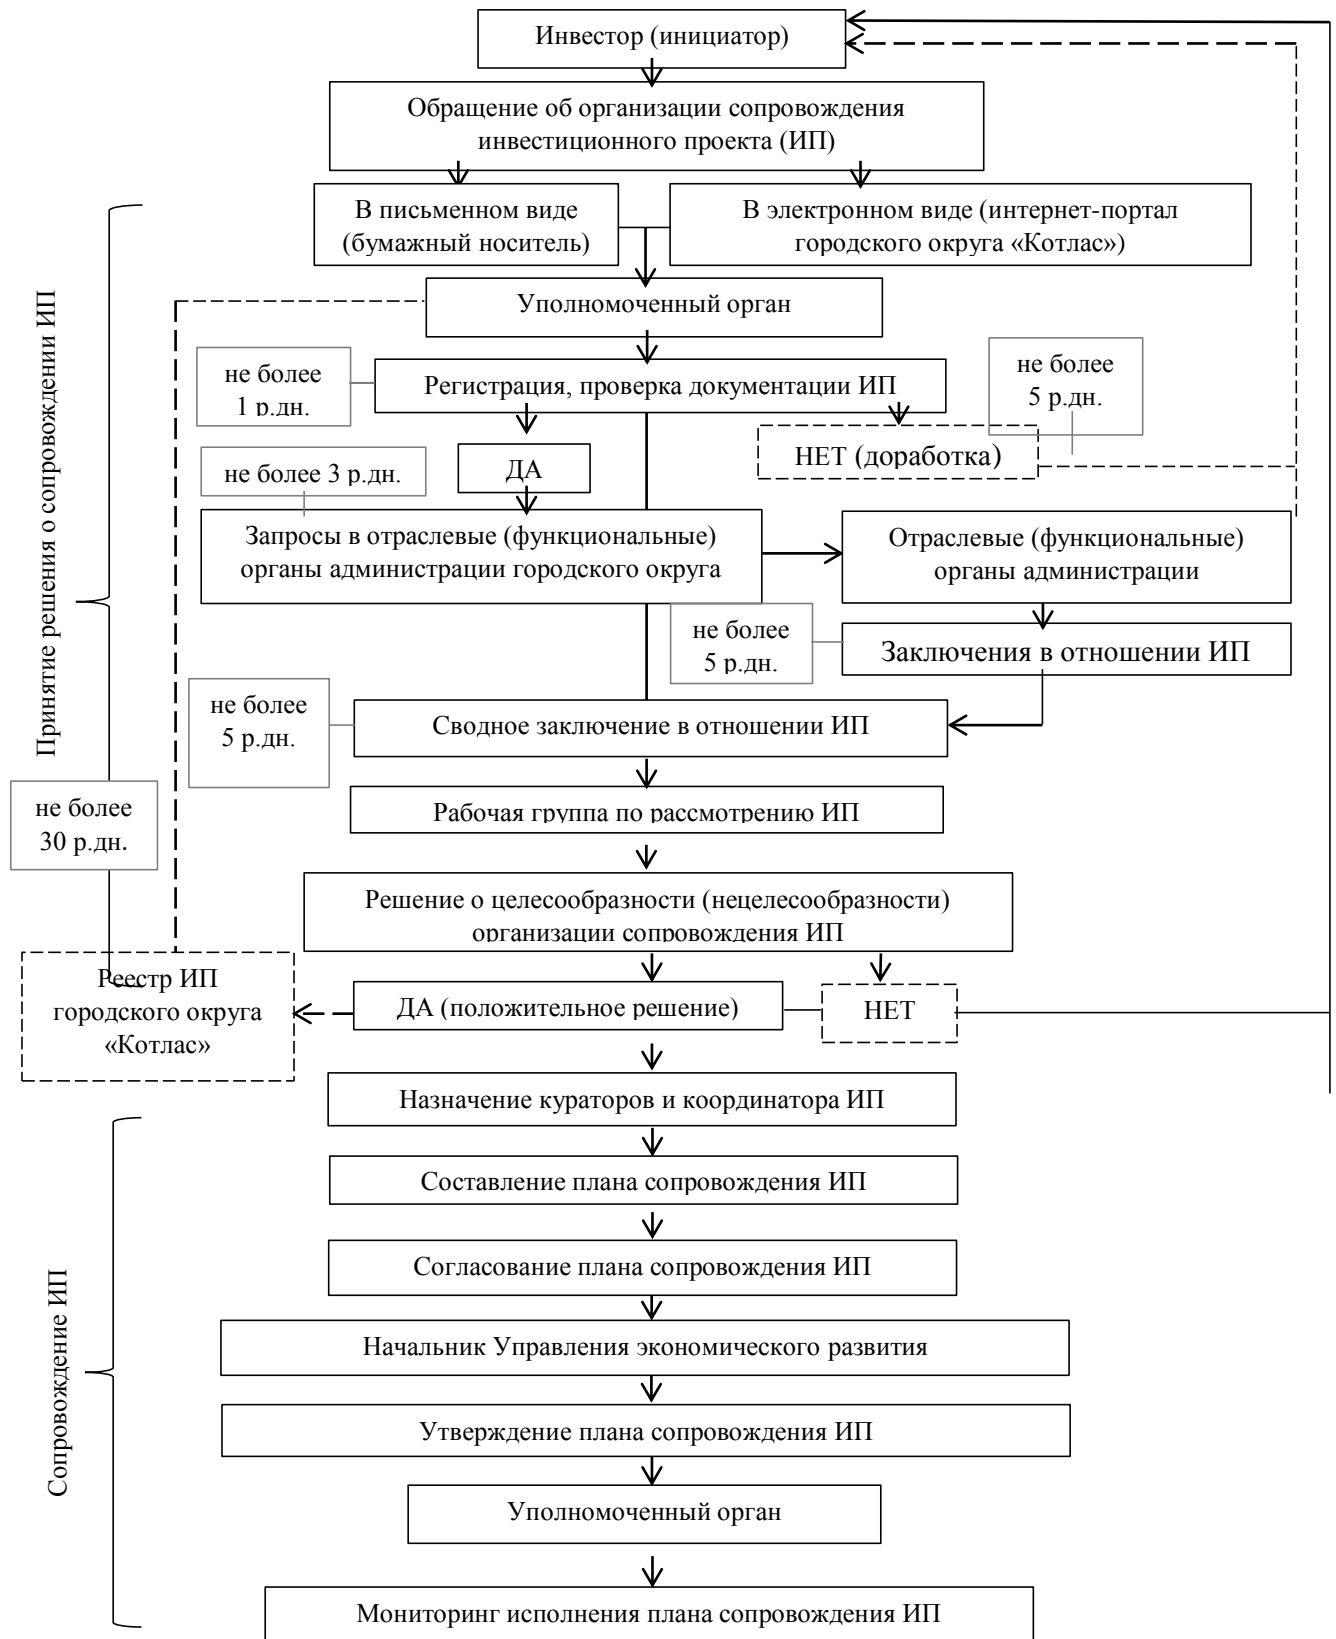 Инвестор (инициатор)
Обращение об организации сопровождения
инвестиционного проекта (ИП)
В письменном виде
(бумажный носитель)
В электронном виде (интернет-портал
городского округа «Котлас»)
Уполномоченный орган
не более
1 р.дн.
Регистрация, проверка документации ИП
не более
5 р.дн.
НЕТ (доработка)
ДА
не более 3 р.дн.
Запросы в отраслевые (функциональные)
органы администрации городского округа
Отраслевые (функциональные)
органы администрации
не более
5 р.дн.
Заключения в отношении ИП
не более
5 р.дн.
Сводное заключение в отношении ИП
Принятие решения о сопровождении ИП
не более
30 р.дн.
Рабочая группа по рассмотрению ИП
Решение о целесообразности (нецелесообразности)
организации сопровождения ИП
Реестр ИП
городского округа
«Котлас»
ДА (положительное решение)
НЕТ
Назначение кураторов и координатора ИП
Составление плана сопровождения ИП
Согласование плана сопровождения ИП
Начальник Управления экономического развития
Сопровождение ИП
Утверждение плана сопровождения ИП
Уполномоченный орган
Мониторинг исполнения плана сопровождения ИП